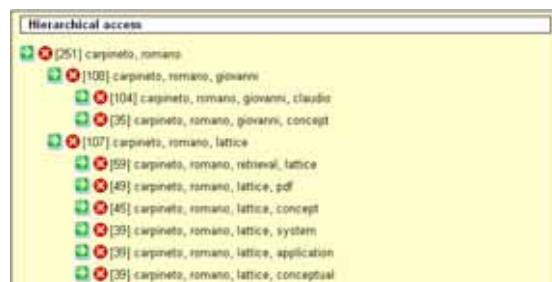 Hierarchical access
[251] carpineto, romano
[108] carpineto, romano, giovanni
[104] carpineto, romano, giovanni, claudio
[35] carpineto, romano, giovanni, concept
[107] carpineto, romano, lattice
[59] carpineto, romano, retrieval, lattice
[49] carpineto, romano, lattice, pdf
[45] carpineto, romano, lattice, concept
[39] carpineto, romano, lattice, system
[39] carpineto, romano, lattice, application
[39] carpineto, romano, lattice, conceptual